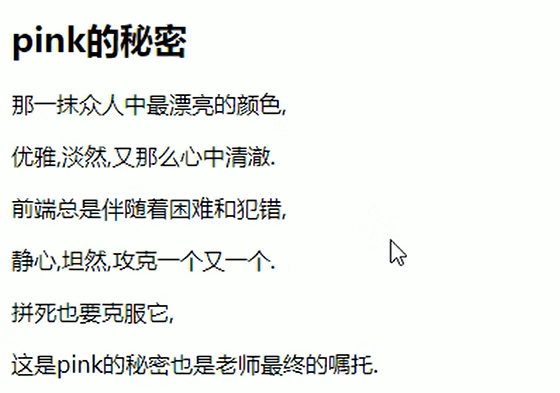 pink的秘密
那一抹众人中最漂亮的颜色,
优雅,淡然,又那么心中清澈.
前端总是伴随着困难和犯错,
静心,坦然,攻克一个又一个.
拼死也要克服它,
这是pink的秘密也是老师最终的嘱托.